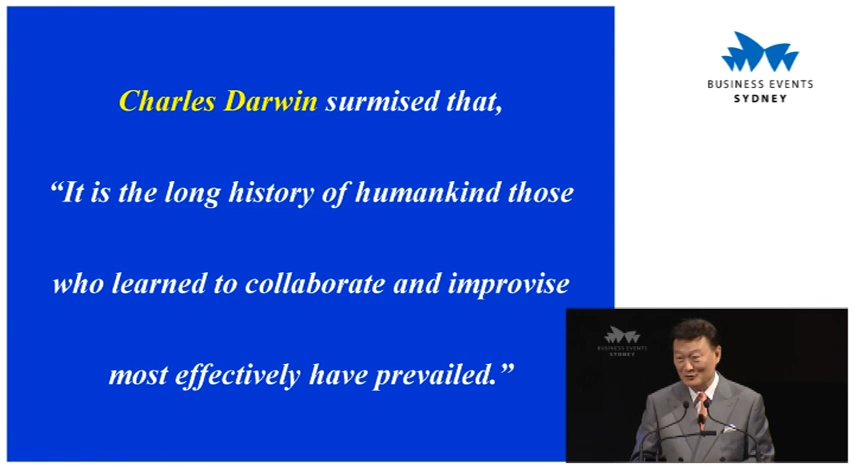 Charles Darwin surmised that,
“It is the long history of humankind those
who learned to collaborate and improvise
most effectively have prevailed.”
BUSINESS EVENTS
SYDNEY
BUSINESS EVENTS
SYDNEY